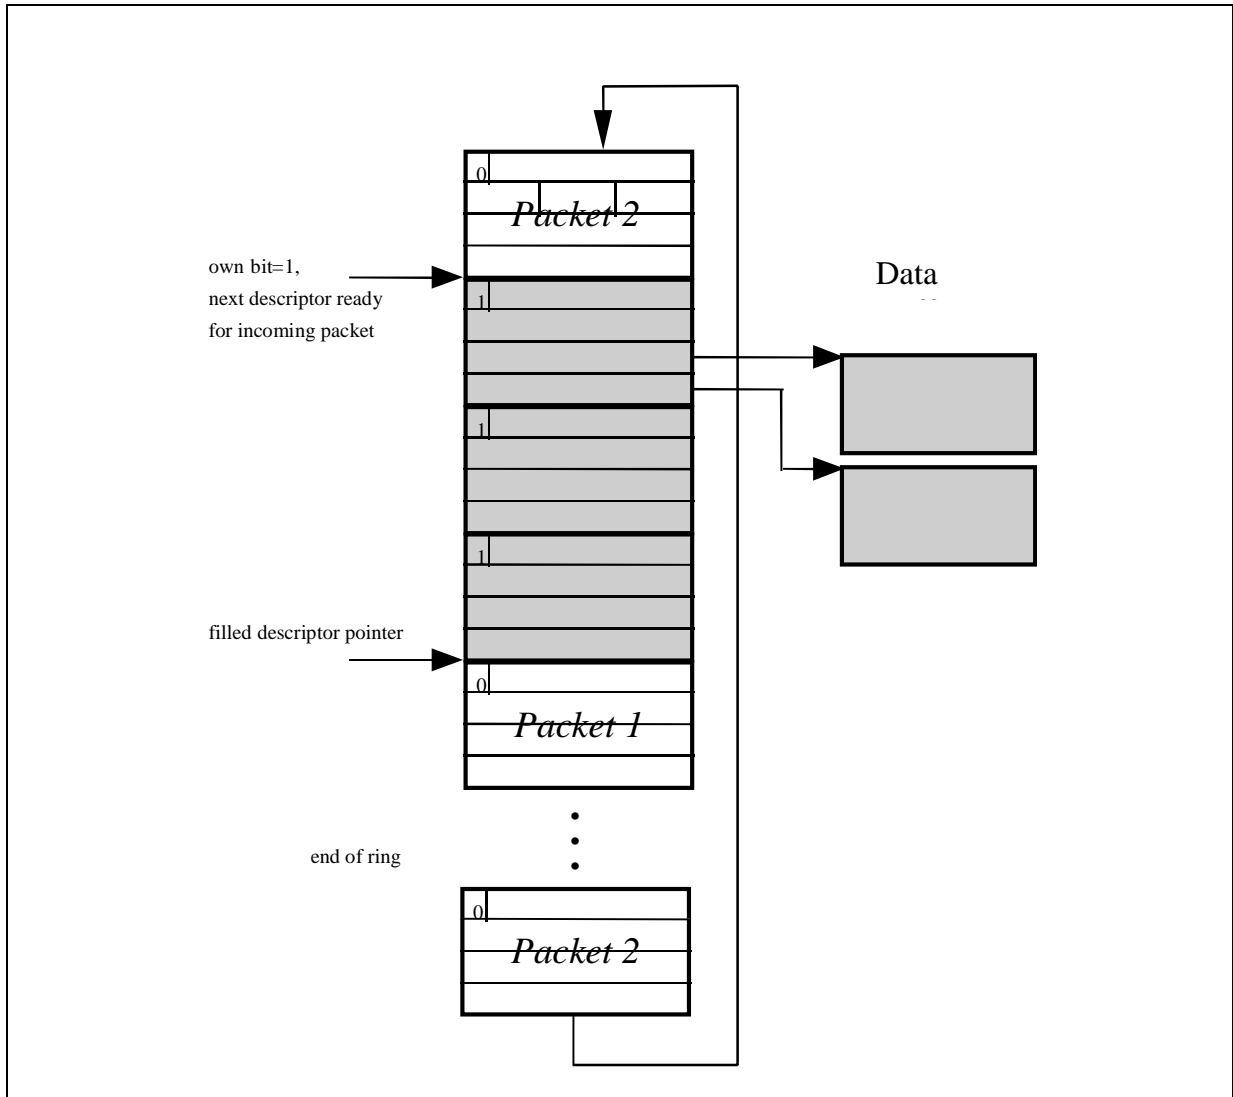 0
Packet 2
own bit=1,
next descriptor ready
for incoming packet
Data
1
1
1
filled descriptor pointer
0
Packet 1
end of ring
0
Packet 2